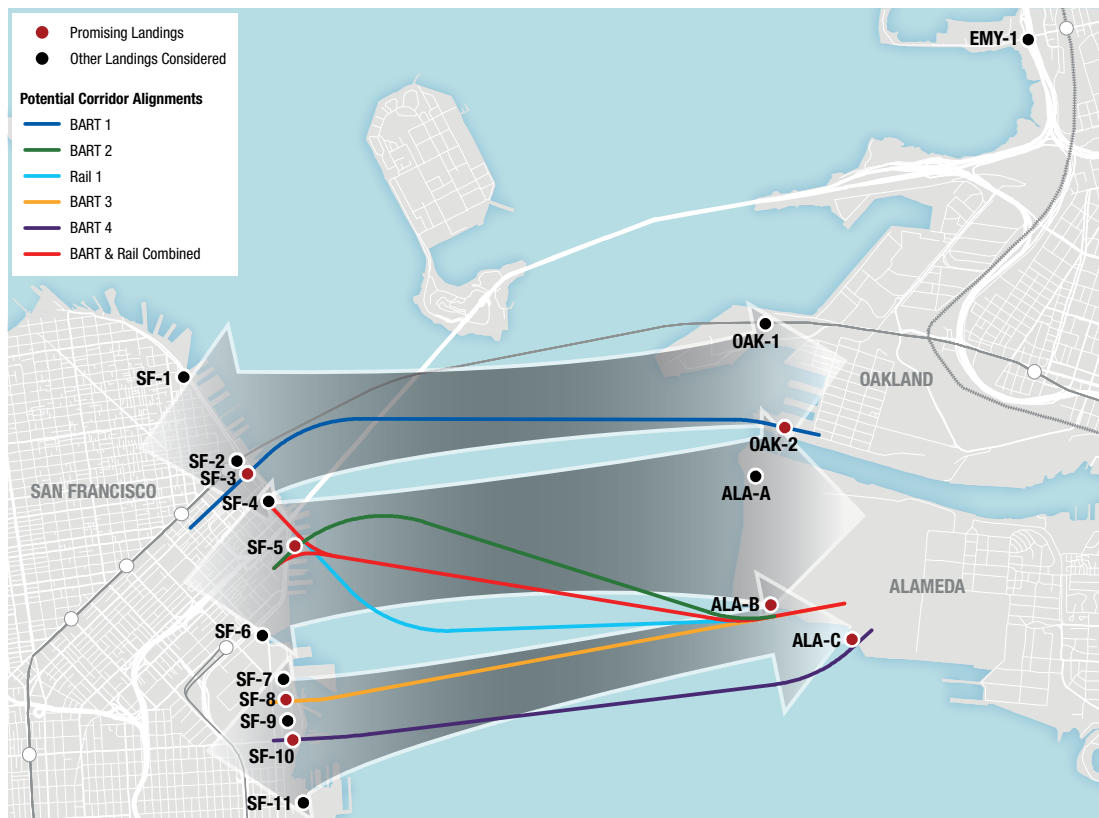 Promising Landings
Other Landings Considered
Potential Corridor Alignments
BART 1
BART 2
Rail 1
BART 3
BART 4
BART & Rail Combined
EMY-1
OAK-1
SF-1
OAKLAND
OAK-2
SF-2
SF-3
SAN FRANCISCO
ALA-A
SF-4
SF-5
ALAMEDA
ALA-B
SF-6
ALA-C
SF-7
SF-8
SF-9
SF-10
SF-11